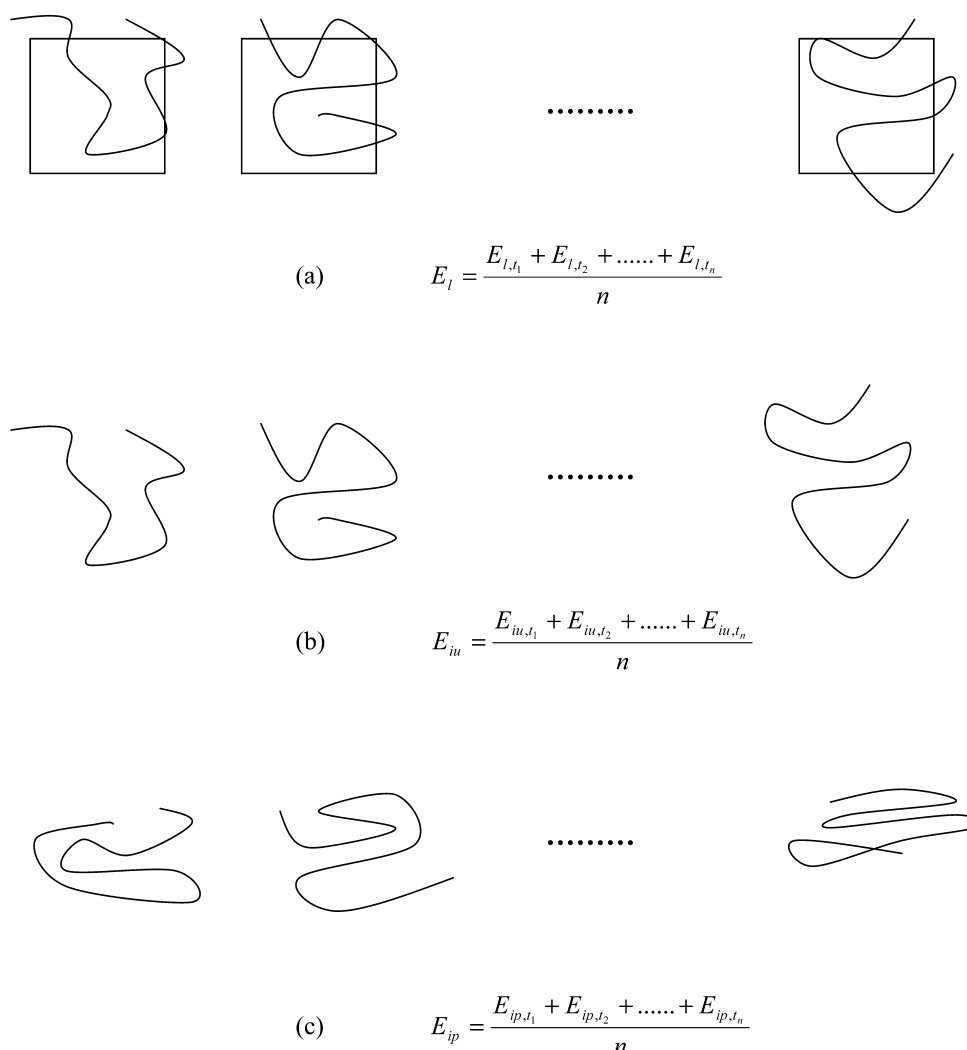 .........
(a) E_l = (E_{l,t_1} + E_{l,t_2} + ...... + E_{l,t_n}) / n
.........
(b) E_{iu} = (E_{iu,t_1} + E_{iu,t_2} + ...... + E_{iu,t_n}) / n
.........
(c) E_{ip} = (E_{ip,t_1} + E_{ip,t_2} + ...... + E_{ip,t_n}) / n